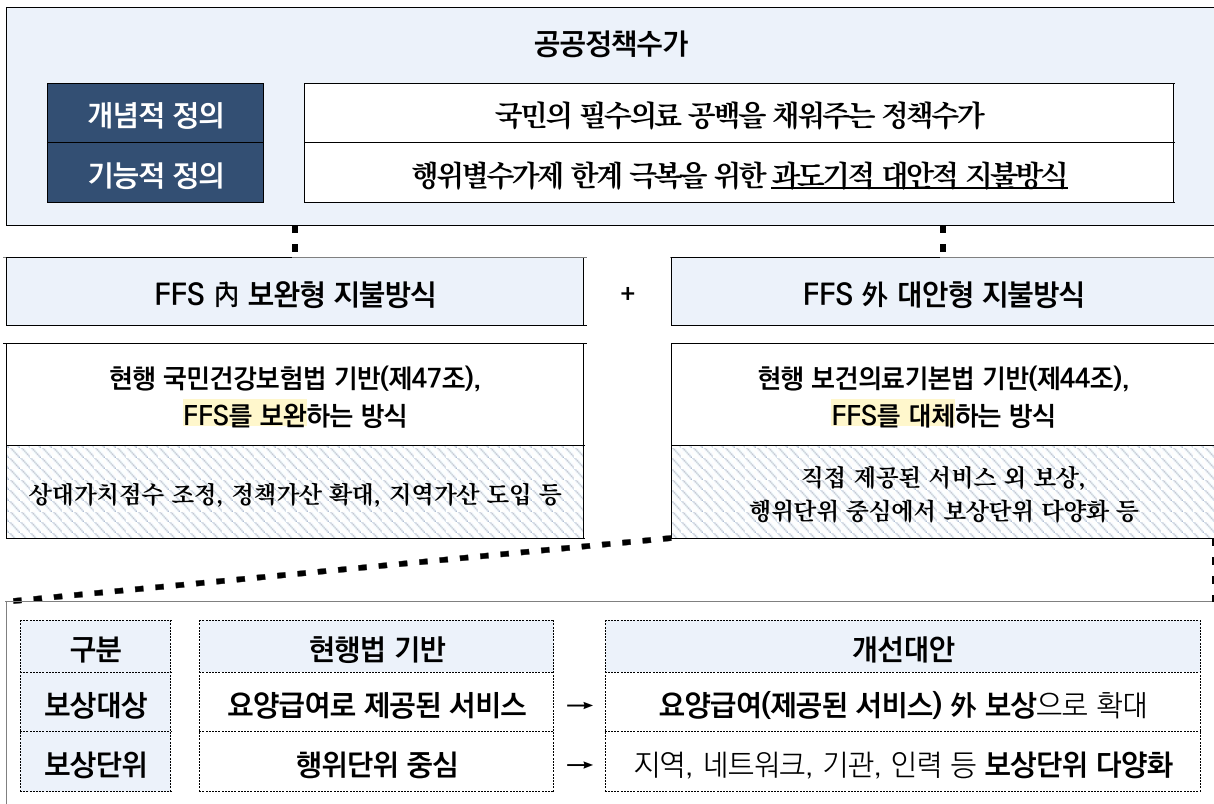 공공정책수가
개념적 정의
국민의 필수의료 공백을 채워주는 정책수가
기능적 정의
행위별수가제 한계 극복을 위한 과도기적 대안적 지불방식
FFS 內 보완형 지불방식
+
FFS 外 대안형 지불방식
현행 국민건강보험법 기반(제47조),
FFS를 보완하는 방식
상대가치점수 조정, 정책가산 확대, 지역가산 도입 등
현행 보건의료기본법 기반(제44조),
FFS를 대체하는 방식
직접 제공된 서비스 외 보상,
행위단위 중심에서 보상단위 다양화 등
구분
현행법 기반
개선대안
보상대상
요양급여로 제공된 서비스
→
요양급여(제공된 서비스) 外 보상으로 확대
보상단위
행위단위 중심
→
지역, 네트워크, 기관, 인력 등 보상단위 다양화